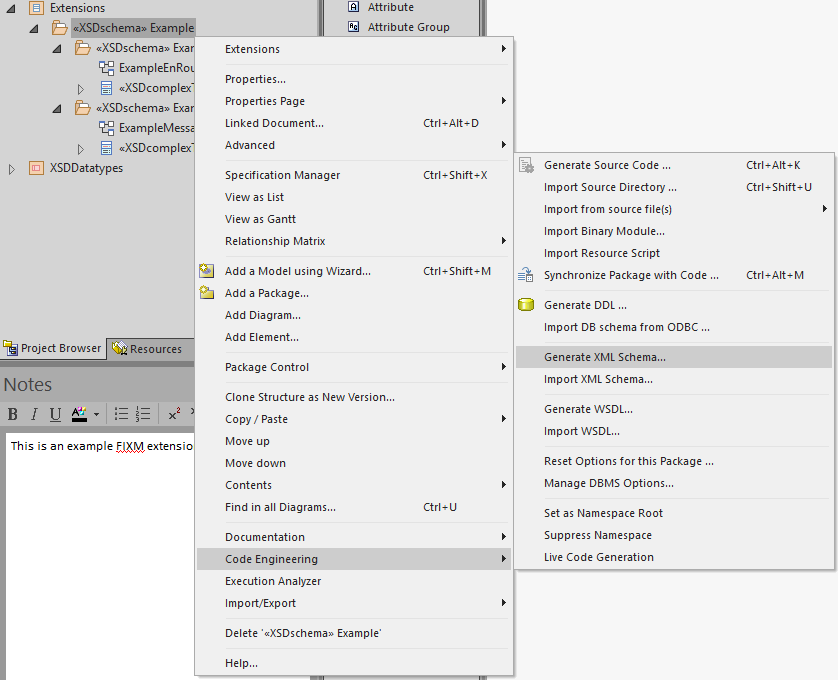 Extensions
«XSDschema» Example
«XSDschema» Exar
ExampleEnRou
«XSDcomplexT
«XSDschema» Exar
ExampleMessa
«XSDcomplexT
XSDDatatypes
Project Browser
Resources
Notes
B I U A
This is an example FIXM extensio
Attribute
Attribute Group
Extensions
Properties...
Properties Page
Linked Document... Ctrl+Alt+D
Advanced
Specification Manager Ctrl+Shift+X
View as List
View as Gantt
Relationship Matrix
Add a Model using Wizard... Ctrl+Shift+M
Add a Package...
Add Diagram...
Add Element...
Package Control
Clone Structure as New Version...
Copy / Paste
Move up
Move down
Contents
Find in all Diagrams... Ctrl+U
Documentation
Code Engineering
Execution Analyzer
Import/Export
Delete '«XSDschema» Example'
Help...
Generate Source Code ... Ctrl+Alt+K
Import Source Directory ... Ctrl+Shift+U
Import from source file(s)
Import Binary Module...
Import Resource Script
Synchronize Package with Code ... Ctrl+Alt+M
Generate DDL ...
Import DB schema from ODBC ...
Generate XML Schema...
Import XML Schema...
Generate WSDL...
Import WSDL...
Reset Options for this Package ...
Manage DBMS Options...
Set as Namespace Root
Suppress Namespace
Live Code Generation